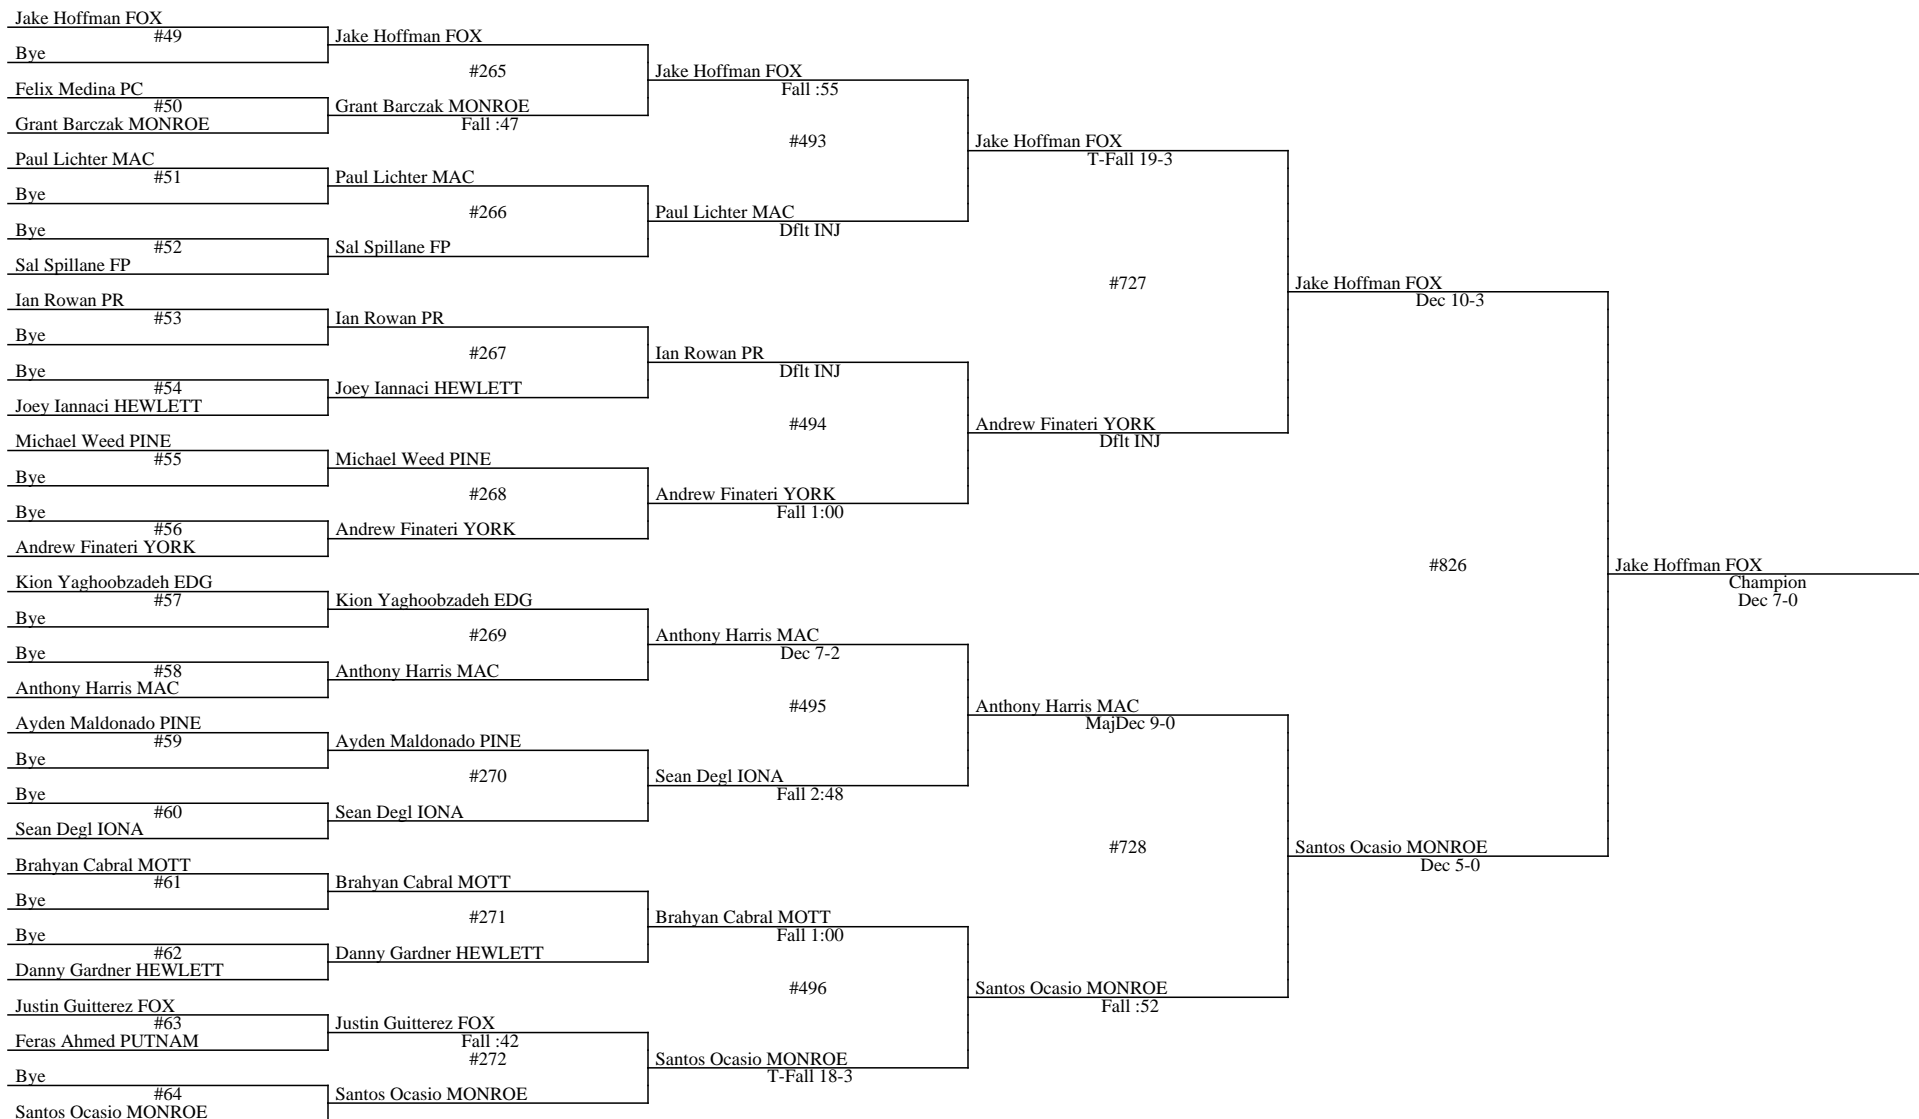 Jake Hoffman FOX
#49
Bye
Felix Medina PC
#50
Grant Barczak MONROE
Paul Lichter MAC
#51
Bye
Bye
#52
Sal Spillane FP
Ian Rowan PR
#53
Bye
Bye
#54
Joey Iannaci HEWLETT
Michael Weed PINE
#55
Bye
Bye
#56
Andrew Finateri YORK
Kion Yaghoobzadeh EDG
#57
Bye
Bye
#58
Anthony Harris MAC
Ayden Maldonado PINE
#59
Bye
Bye
#60
Sean Degl IONA
Brahyan Cabral MOTT
#61
Bye
Bye
#62
Danny Gardner HEWLETT
Justin Guitterez FOX
#63
Feras Ahmed PUTNAM
Bye
#64
Santos Ocasio MONROE
Jake Hoffman FOX
#265
Grant Barczak MONROE
Fall :47
Paul Lichter MAC
#266
Sal Spillane FP
Ian Rowan PR
#267
Joey Iannaci HEWLETT
Michael Weed PINE
#268
Andrew Finateri YORK
Kion Yaghoobzadeh EDG
#269
Anthony Harris MAC
Ayden Maldonado PINE
#270
Sean Degl IONA
Brahyan Cabral MOTT
#271
Danny Gardner HEWLETT
Justin Guitterez FOX
Fall :42
#272
Santos Ocasio MONROE
Jake Hoffman FOX
Fall :55
#493
Paul Lichter MAC
Dflt INJ
Ian Rowan PR
Dflt INJ
#494
Andrew Finateri YORK
Fall 1:00
Anthony Harris MAC
Dec 7-2
#495
Sean Degl IONA
Fall 2:48
Brahyan Cabral MOTT
Fall 1:00
#496
Santos Ocasio MONROE
T-Fall 18-3
Jake Hoffman FOX
T-Fall 19-3
#727
Andrew Finateri YORK
Dflt INJ
Anthony Harris MAC
MajDec 9-0
#728
Santos Ocasio MONROE
Fall :52
Jake Hoffman FOX
Dec 10-3
#826
Santos Ocasio MONROE
Dec 5-0
Jake Hoffman FOX
Champion
Dec 7-0